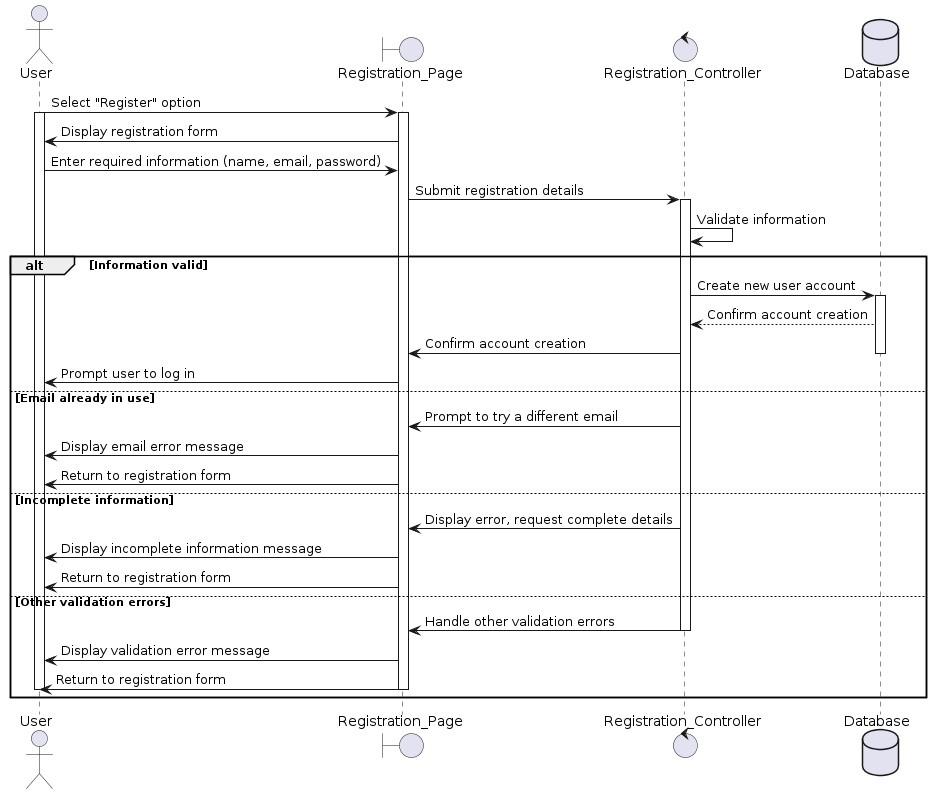 User
Registration_Page
Registration_Controller
Database
Select "Register" option
Display registration form
Enter required information (name, email, password)
Submit registration details
Validate information
alt
[Information valid]
Create new user account
Confirm account creation
Confirm account creation
Prompt user to log in
[Email already in use]
Prompt to try a different email
Display email error message
Return to registration form
[Incomplete information]
Display error, request complete details
Display incomplete information message
Return to registration form
[Other validation errors]
Handle other validation errors
Display validation error message
Return to registration form
User
Registration_Page
Registration_Controller
Database